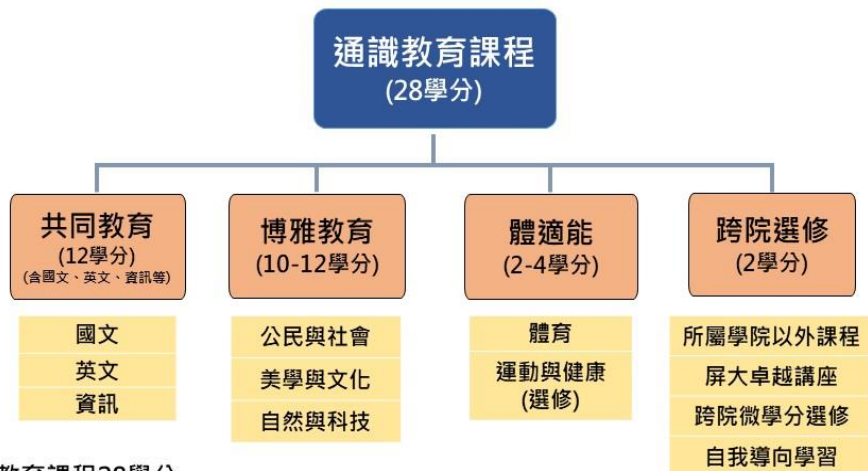 通識教育課程
(28學分)
共同教育
(12學分)
(含國文、英文、資訊等)
國文
英文
資訊
博雅教育
(10-12學分)
公民與社會
美學與文化
自然與科技
體適能
(2-4學分)
體育
運動與健康
(選修)
跨院選修
(2學分)
所屬學院以外課程
屏大卓越講座
跨院微學分選修
自我導向學習